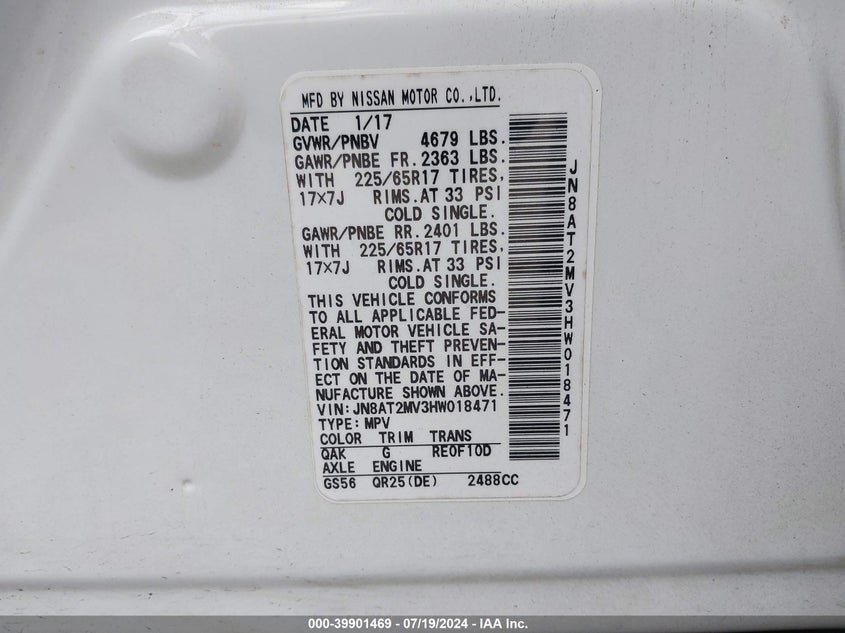 MFD BY NISSAN MOTOR CO.,LTD.
DATE 1/17
GVWR/PNBV 4679 LBS.
GAWR/PNBE FR. 2363 LBS.
WITH 225/65R17 TIRES,
17×7J RIMS.AT 33 PSI
COLD SINGLE.
GAWR/PNBE RR. 2401 LBS.
WITH 225/65R17 TIRES,
17×7J RIMS.AT 33 PSI
COLD SINGLE.
THIS VEHICLE CONFORMS
TO ALL APPLICABLE FED-
ERAL MOTOR VEHICLE SA-
FETY AND THEFT PREVEN-
TION STANDARDS IN EFF-
ECT ON THE DATE OF MA-
NUFACTURE SHOWN ABOVE.
VIN:JN8AT2MV3HW018471
TYPE:MPV
COLOR TRIM TRANS
QAK G RE0F10D
AXLE ENGINE
GS56 QR25(DE) 2488CC
JN8AT2MV3HW018471
000-39901469 - 07/19/2024 - IAA Inc.